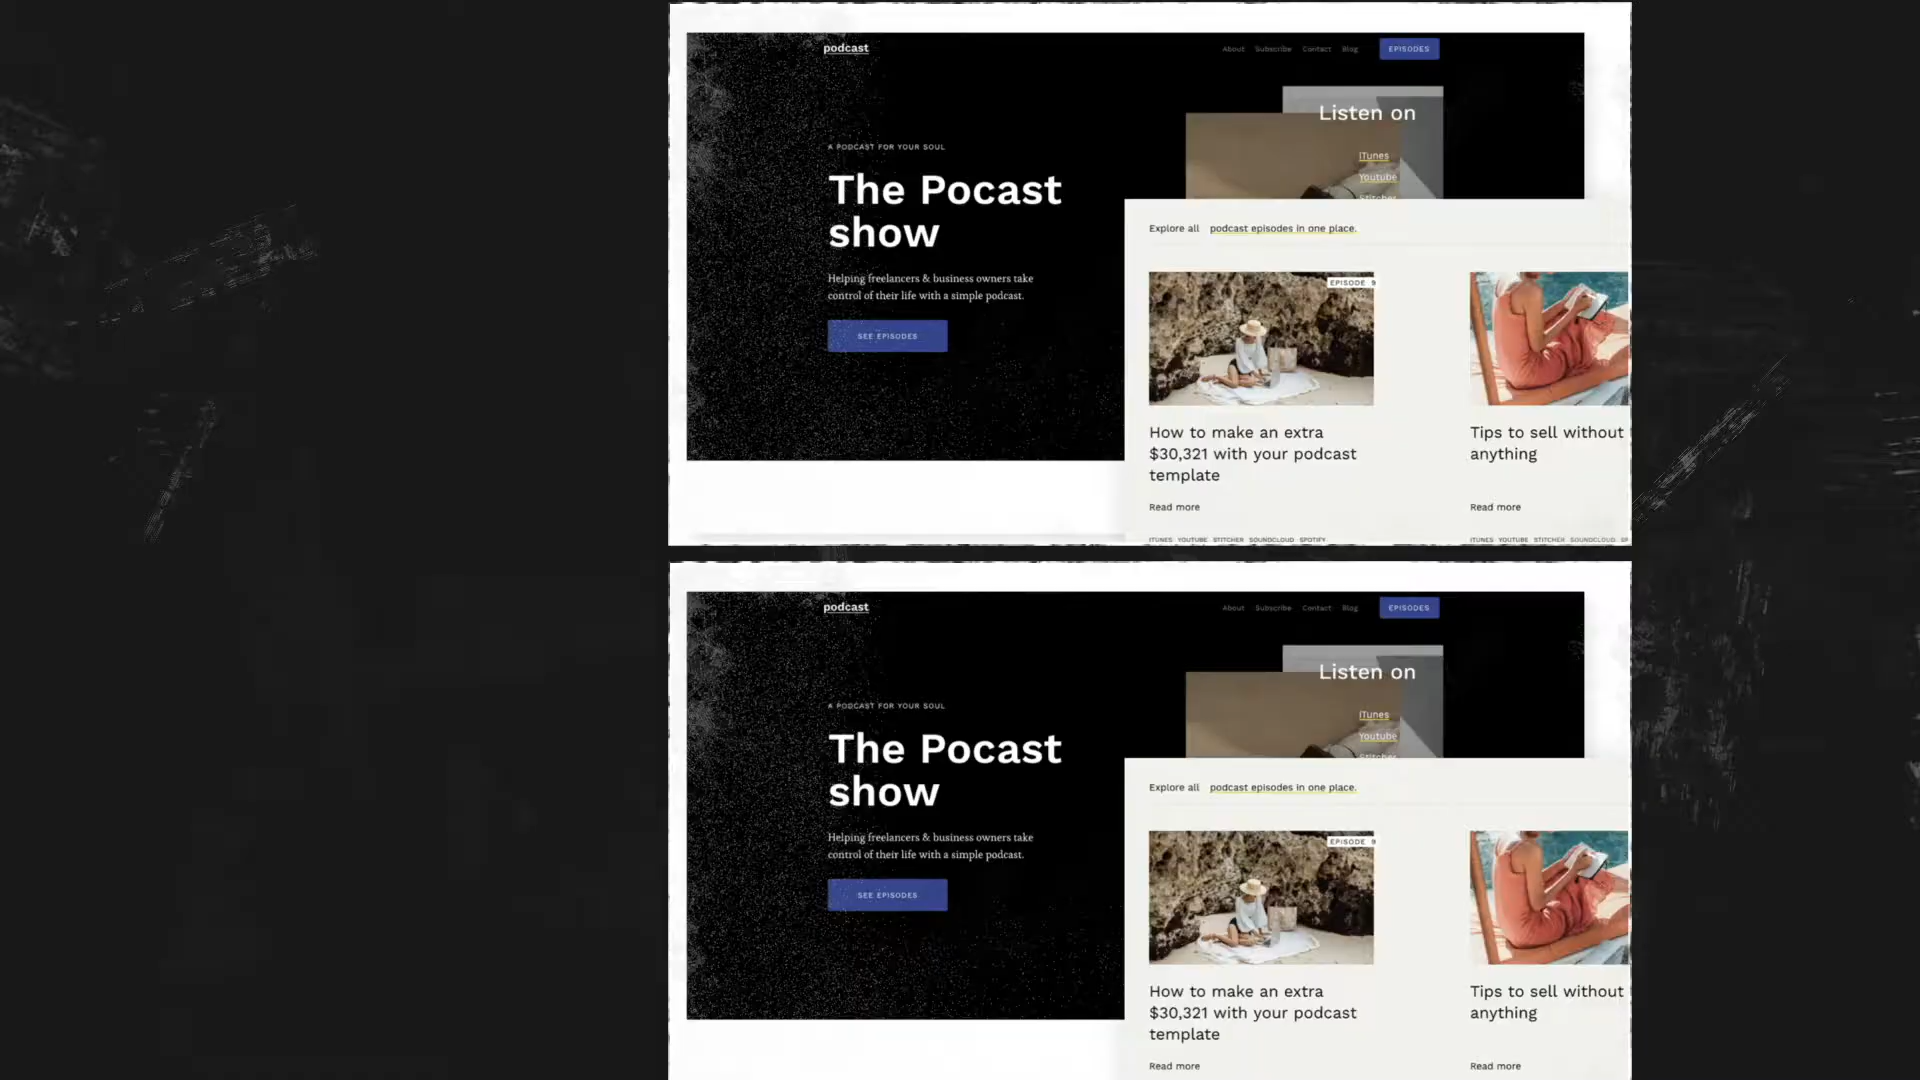 podcast
About Subscribe Contact Blog EPISODES
Listen on
A PODCAST FOR YOUR SOUL
iTunes
The Pocast
Youtube
show
Stitcher
Explore all podcast episodes in one place.
Helping freelancers & business owners take
control of their life with a simple podcast.
EPISODE 9
SEE EPISODES
How to make an extra
$30,321 with your podcast
template
Read more
ITUNES YOUTUBE STITCHER SOUNDCLOUD SPOTIFY
Tips to sell without
anything
Read more
ITUNES YOUTUBE STITCHER SOUNDCLOUD SP
podcast
About Subscribe Contact Blog EPISODES
Listen on
A PODCAST FOR YOUR SOUL
iTunes
The Pocast
Youtube
show
Stitcher
Explore all podcast episodes in one place.
Helping freelancers & business owners take
control of their life with a simple podcast.
EPISODE 9
SEE EPISODES
How to make an extra
$30,321 with your podcast
template
Read more
Tips to sell without
anything
Read more